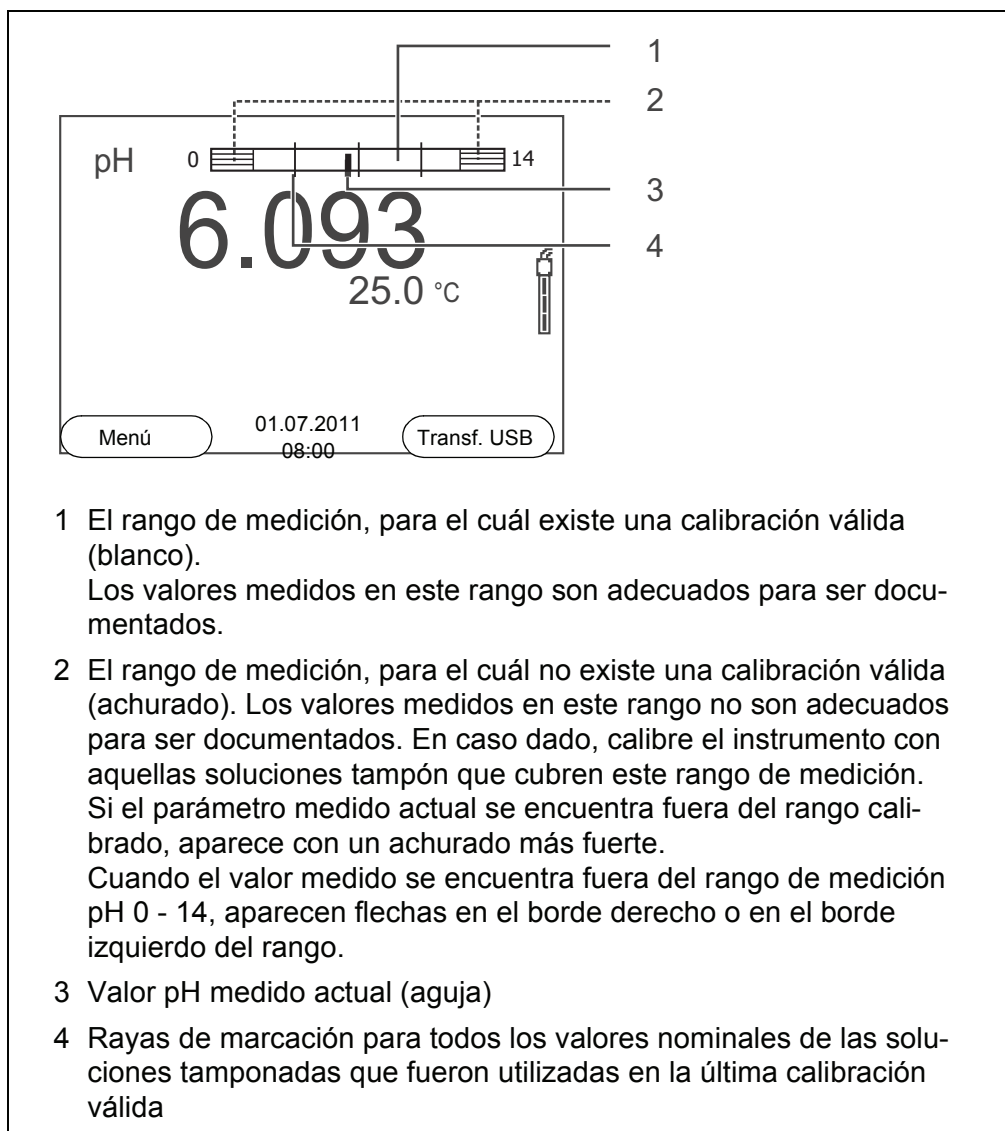 1
2
pH 0 14
3
6.093
4
25.0 °C
Menú
01.07.2011
08:00
Transf. USB
1 El rango de medición, para el cuál existe una calibración válida
(blanco).
Los valores medidos en este rango son adecuados para ser docu-
mentados.
2 El rango de medición, para el cuál no existe una calibración válida
(achurado). Los valores medidos en este rango no son adecuados
para ser documentados. En caso dado, calibre el instrumento con
aquellas soluciones tampón que cubren este rango de medición.
Si el parámetro medido actual se encuentra fuera del rango cali-
brado, aparece con un achurado más fuerte.
Cuando el valor medido se encuentra fuera del rango de medición
pH 0 - 14, aparecen flechas en el borde derecho o en el borde
izquierdo del rango.
3 Valor pH medido actual (aguja)
4 Rayas de marcación para todos los valores nominales de las solu-
ciones tamponadas que fueron utilizadas en la última calibración
válida